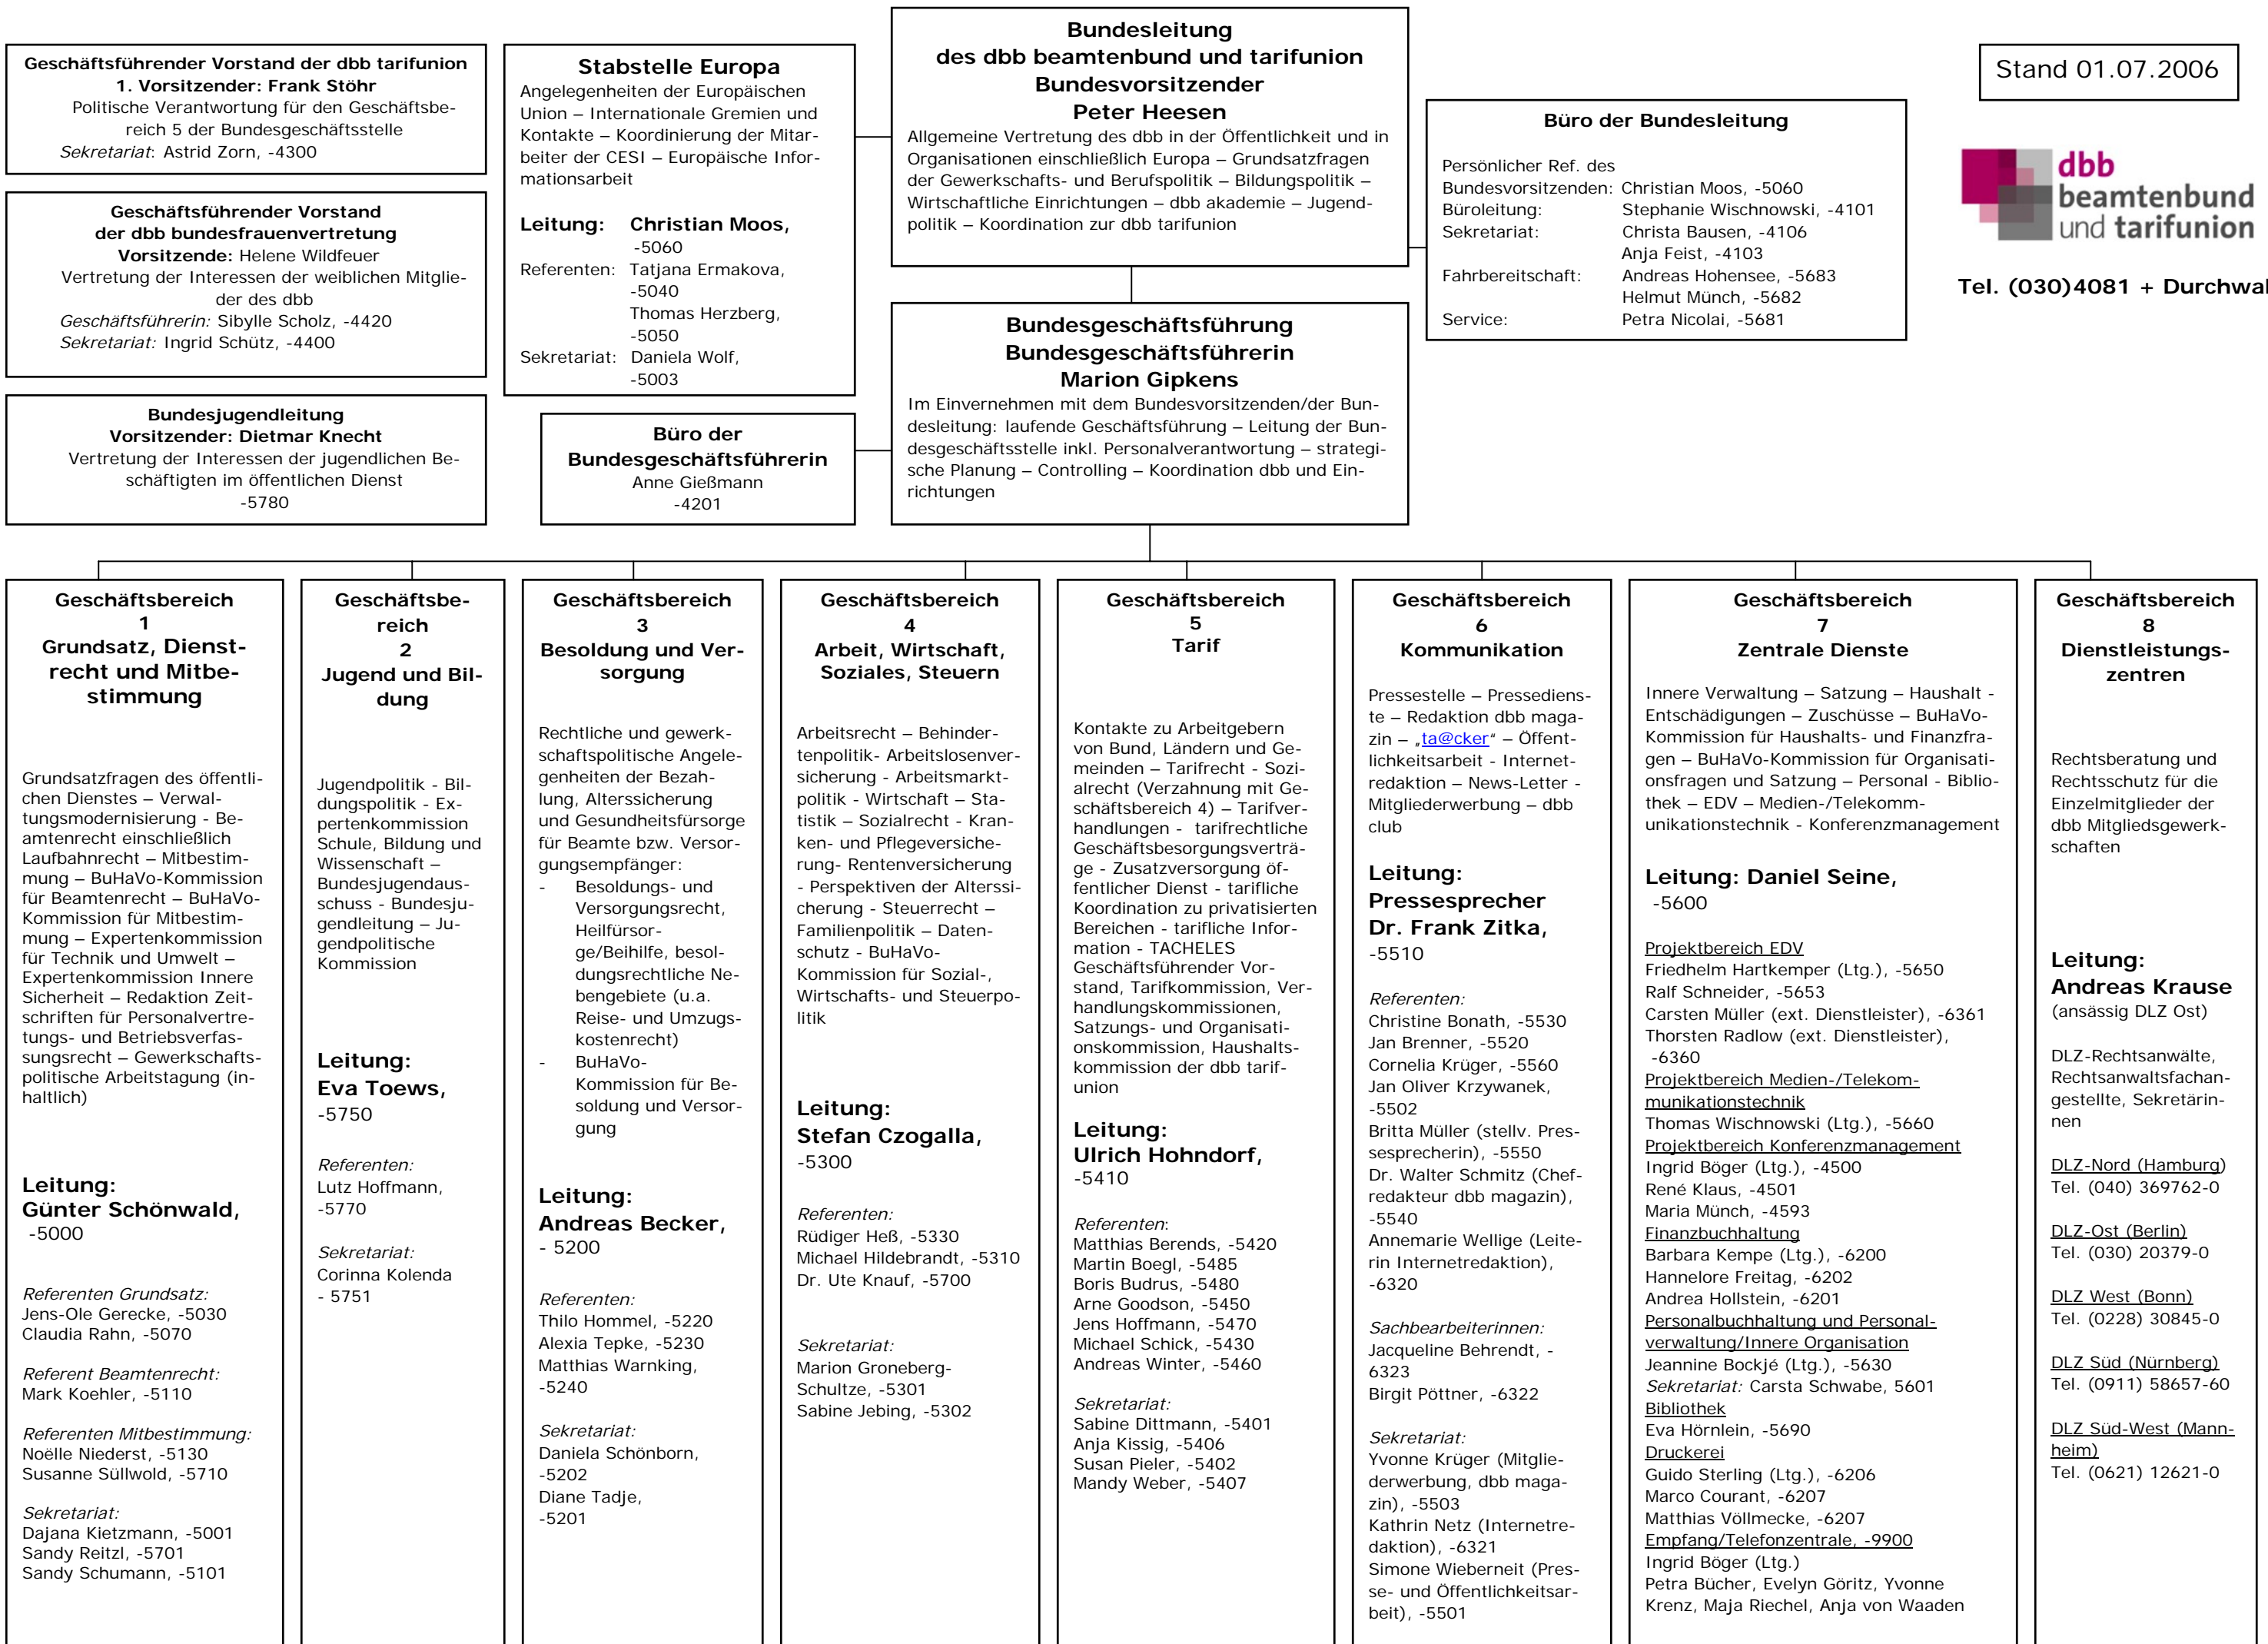 Geschäftsführender Vorstand der dbb tarifunion
1. Vorsitzender: Frank Stöhr
Politische Verantwortung für den Geschäftsbe-
reich 5 der Bundesgeschäftsstelle
Sekretariat: Astrid Zorn, -4300
Geschäftsführender Vorstand
der dbb bundesfrauenvertretung
Vorsitzende: Helene Wildfeuer
Vertretung der Interessen der weiblichen Mitglie-
der des dbb
Geschäftsführerin: Sibylle Scholz, -4420
Sekretariat: Ingrid Schütz, -4400
Bundesjugendleitung
Vorsitzender: Dietmar Knecht
Vertretung der Interessen der jugendlichen Be-
schäftigten im öffentlichen Dienst
-5780
Stabstelle Europa
Angelegenheiten der Europäischen
Union – Internationale Gremien und
Kontakte – Koordinierung der Mitar-
beiter der CESI – Europäische Infor-
mationsarbeit
Leitung: Christian Moos,
-5060
Referenten: Tatjana Ermakova,
-5040
Thomas Herzberg,
-5050
Sekretariat: Daniela Wolf,
-5003
Büro der
Bundesgeschäftsführerin
Anne Gießmann
-4201
Bundesleitung
des dbb beamtenbund und tarifunion
Bundesvorsitzender
Peter Heesen
Allgemeine Vertretung des dbb in der Öffentlichkeit und in
Organisationen einschließlich Europa – Grundsatzfragen
der Gewerkschafts- und Berufspolitik – Bildungspolitik –
Wirtschaftliche Einrichtungen – dbb akademie – Jugend-
politik – Koordination zur dbb tarifunion
Bundesgeschäftsführung
Bundesgeschäftsführerin
Marion Gipkens
Im Einvernehmen mit dem Bundesvorsitzenden/der Bun-
desleitung: laufende Geschäftsführung – Leitung der Bun-
desgeschäftsstelle inkl. Personalverantwortung – strategi-
sche Planung – Controlling – Koordination dbb und Ein-
richtungen
Büro der Bundesleitung
Persönlicher Ref. des
Bundesvorsitzenden: Christian Moos, -5060
Büroleitung: Stephanie Wischnowski, -4101
Sekretariat: Christa Bausen, -4106
Anja Feist, -4103
Fahrbereitschaft: Andreas Hohensee, -5683
Helmut Münch, -5682
Service: Petra Nicolai, -5681
Stand 01.07.2006
dbb
beamtenbund
und tarifunion
Tel. (030)4081 + Durchwal
Geschäftsbereich
1
Grundsatz, Dienst-
recht und Mitbe-
stimmung
Grundsatzfragen des öffentli-
chen Dienstes – Verwal-
tungsmodernisierung - Be-
amtenrecht einschließlich
Laufbahnrecht – Mitbestim-
mung – BuHaVo-Kommission
für Beamtenrecht – BuHaVo-
Kommission für Mitbestim-
mung – Expertenkommission
für Technik und Umwelt –
Expertenkommission Innere
Sicherheit – Redaktion Zeit-
schriften für Personalvertre-
tungs- und Betriebsverfas-
sungsrecht – Gewerkschafts-
politische Arbeitstagung (in-
haltlich)
Leitung:
Günter Schönwald,
-5000
Referenten Grundsatz:
Jens-Ole Gerecke, -5030
Claudia Rahn, -5070
Referent Beamtenrecht:
Mark Koehler, -5110
Referenten Mitbestimmung:
Noëlle Niederst, -5130
Susanne Süllwold, -5710
Sekretariat:
Dajana Kietzmann, -5001
Sandy Reitzl, -5701
Sandy Schumann, -5101
Geschäftsbe-
reich
2
Jugend und Bil-
dung
Jugendpolitik - Bil-
dungspolitik - Ex-
pertenkommission
Schule, Bildung und
Wissenschaft –
Bundesjugendaus-
schuss - Bundesju-
gendleitung – Ju-
gendpolitische
Kommission
Leitung:
Eva Toews,
-5750
Referenten:
Lutz Hoffmann,
-5770
Sekretariat:
Corinna Kolenda
- 5751
Geschäftsbereich
3
Besoldung und Ver-
sorgung
Rechtliche und gewerk-
schaftspolitische Angele-
genheiten der Bezah-
lung, Alterssicherung
und Gesundheitsfürsorge
für Beamte bzw. Versor-
gungsempfänger:
- Besoldungs- und
Versorgungsrecht,
Heilfürsor-
ge/Beihilfe, besol-
dungsrechtliche Ne-
bengebiete (u.a.
Reise- und Umzugs-
kostenrecht)
- BuHaVo-
Kommission für Be-
soldung und Versor-
gung
Leitung:
Andreas Becker,
- 5200
Referenten:
Thilo Hommel, -5220
Alexia Tepke, -5230
Matthias Warnking,
-5240
Sekretariat:
Daniela Schönborn,
-5202
Diane Tadje,
-5201
Geschäftsbereich
4
Arbeit, Wirtschaft,
Soziales, Steuern
Arbeitsrecht – Behinder-
tenpolitik- Arbeitslosenver-
sicherung - Arbeitsmarkt-
politik - Wirtschaft – Sta-
tistik – Sozialrecht - Kran-
ken- und Pflegeversiche-
rung- Rentenversicherung
- Perspektiven der Alterssi-
cherung - Steuerrecht –
Familienpolitik – Daten-
schutz - BuHaVo-
Kommission für Sozial-,
Wirtschafts- und Steuerpo-
litik
Leitung:
Stefan Czogalla,
-5300
Referenten:
Rüdiger Heß, -5330
Michael Hildebrandt, -5310
Dr. Ute Knauf, -5700
Sekretariat:
Marion Groneberg-
Schultze, -5301
Sabine Jebing, -5302
Geschäftsbereich
5
Tarif
Kontakte zu Arbeitgebern
von Bund, Ländern und Ge-
meinden – Tarifrecht - Sozi-
alrecht (Verzahnung mit Ge-
schäftsbereich 4) – Tarifver-
handlungen - tarifrechtliche
Geschäftsbesorgungsverträ-
ge - Zusatzversorgung öf-
fentlicher Dienst - tarifliche
Koordination zu privatisierten
Bereichen - tarifliche Infor-
mation - TACHELES
Geschäftsführender Vor-
stand, Tarifkommission, Ver-
handlungskommissionen,
Satzungs- und Organisati-
onskommission, Haushalts-
kommission der dbb tarif-
union
Leitung:
Ulrich Hohndorf,
-5410
Referenten:
Matthias Berends, -5420
Martin Boegl, -5485
Boris Budrus, -5480
Arne Goodson, -5450
Jens Hoffmann, -5470
Michael Schick, -5430
Andreas Winter, -5460
Sekretariat:
Sabine Dittmann, -5401
Anja Kissig, -5406
Susan Pieler, -5402
Mandy Weber, -5407
Geschäftsbereich
6
Kommunikation
Pressestelle – Pressediens-
te – Redaktion dbb maga-
zin – „ta@cker“ – Öffent-
lichkeitsarbeit - Internet-
redaktion – News-Letter -
Mitgliederwerbung – dbb
club
Leitung:
Pressesprecher
Dr. Frank Zitka,
-5510
Referenten:
Christine Bonath, -5530
Jan Brenner, -5520
Cornelia Krüger, -5560
Jan Oliver Krzywanek,
-5502
Britta Müller (stellv. Pres-
sesprecherin), -5550
Dr. Walter Schmitz (Chef-
redakteur dbb magazin),
-5540
Annemarie Wellige (Leite-
rin Internetredaktion),
-6320
Sachbearbeiterinnen:
Jacqueline Behrendt, -
6323
Birgit Pöttner, -6322
Sekretariat:
Yvonne Krüger (Mitglie-
derwerbung, dbb maga-
zin), -5503
Kathrin Netz (Internetre-
daktion), -6321
Simone Wieberneit (Pres-
se- und Öffentlichkeitsar-
beit), -5501
Geschäftsbereich
7
Zentrale Dienste
Innere Verwaltung – Satzung – Haushalt -
Entschädigungen – Zuschüsse – BuHaVo-
Kommission für Haushalts- und Finanzfra-
gen – BuHaVo-Kommission für Organisati-
onsfragen und Satzung – Personal - Biblio-
thek – EDV – Medien-/Telekomm-
unikationstechnik - Konferenzmanagement
Leitung: Daniel Seine,
-5600
Projektbereich EDV
Friedhelm Hartkemper (Ltg.), -5650
Ralf Schneider, -5653
Carsten Müller (ext. Dienstleister), -6361
Thorsten Radlow (ext. Dienstleister),
-6360
Projektbereich Medien-/Telekom-
munikationstechnik
Thomas Wischnowski (Ltg.), -5660
Projektbereich Konferenzmanagement
Ingrid Böger (Ltg.), -4500
René Klaus, -4501
Maria Münch, -4593
Finanzbuchhaltung
Barbara Kempe (Ltg.), -6200
Hannelore Freitag, -6202
Andrea Hollstein, -6201
Personalbuchhaltung und Personal-
verwaltung/Innere Organisation
Jeannine Bockjé (Ltg.), -5630
Sekretariat: Carsta Schwabe, 5601
Bibliothek
Eva Hörnlein, -5690
Druckerei
Guido Sterling (Ltg.), -6206
Marco Courant, -6207
Matthias Völlmecke, -6207
Empfang/Telefonzentrale, -9900
Ingrid Böger (Ltg.)
Petra Bücher, Evelyn Göritz, Yvonne
Krenz, Maja Riechel, Anja von Waaden
Geschäftsbereich
8
Dienstleistungs-
zentren
Rechtsberatung und
Rechtsschutz für die
Einzelmitglieder der
dbb Mitgliedsgewerk-
schaften
Leitung:
Andreas Krause
(ansässig DLZ Ost)
DLZ-Rechtsanwälte,
Rechtsanwaltsfachan-
gestellte, Sekretärin-
nen
DLZ-Nord (Hamburg)
Tel. (040) 369762-0
DLZ-Ost (Berlin)
Tel. (030) 20379-0
DLZ West (Bonn)
Tel. (0228) 30845-0
DLZ Süd (Nürnberg)
Tel. (0911) 58657-60
DLZ Süd-West (Mann-
heim)
Tel. (0621) 12621-0